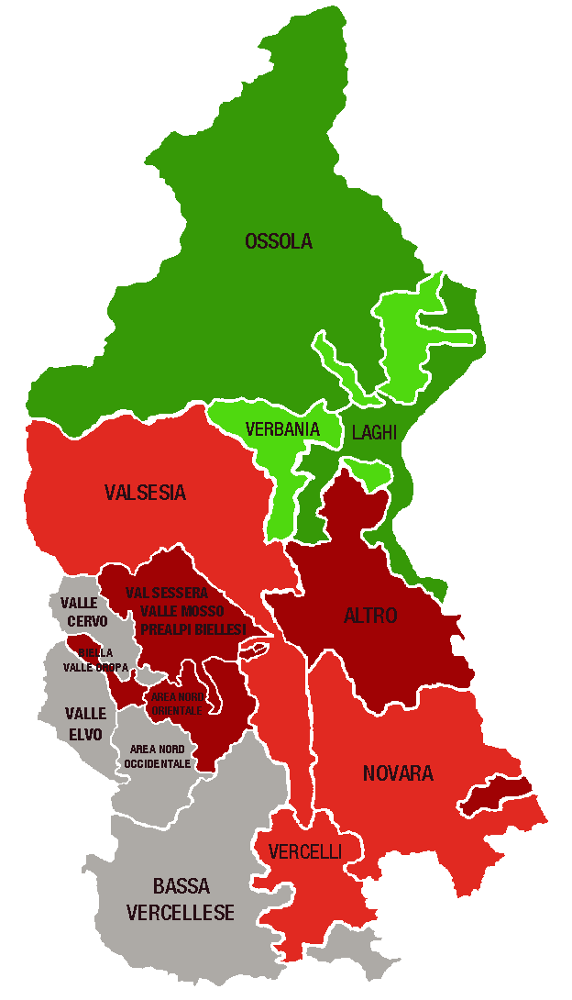 OSSOLA
VERBANIA
LAGHI
VALSESIA
VAL SESSERA
VALLE MOSSO
PREALPI BIELLESI
VALLE
CERVO
ALTRO
BIELLA
VALLE OROPA
AREA NORD
ORIENTALE
VALLE
ELVO
AREA NORD
OCCIDENTALE
NOVARA
VERCELLI
BASSA
VERCELLESE